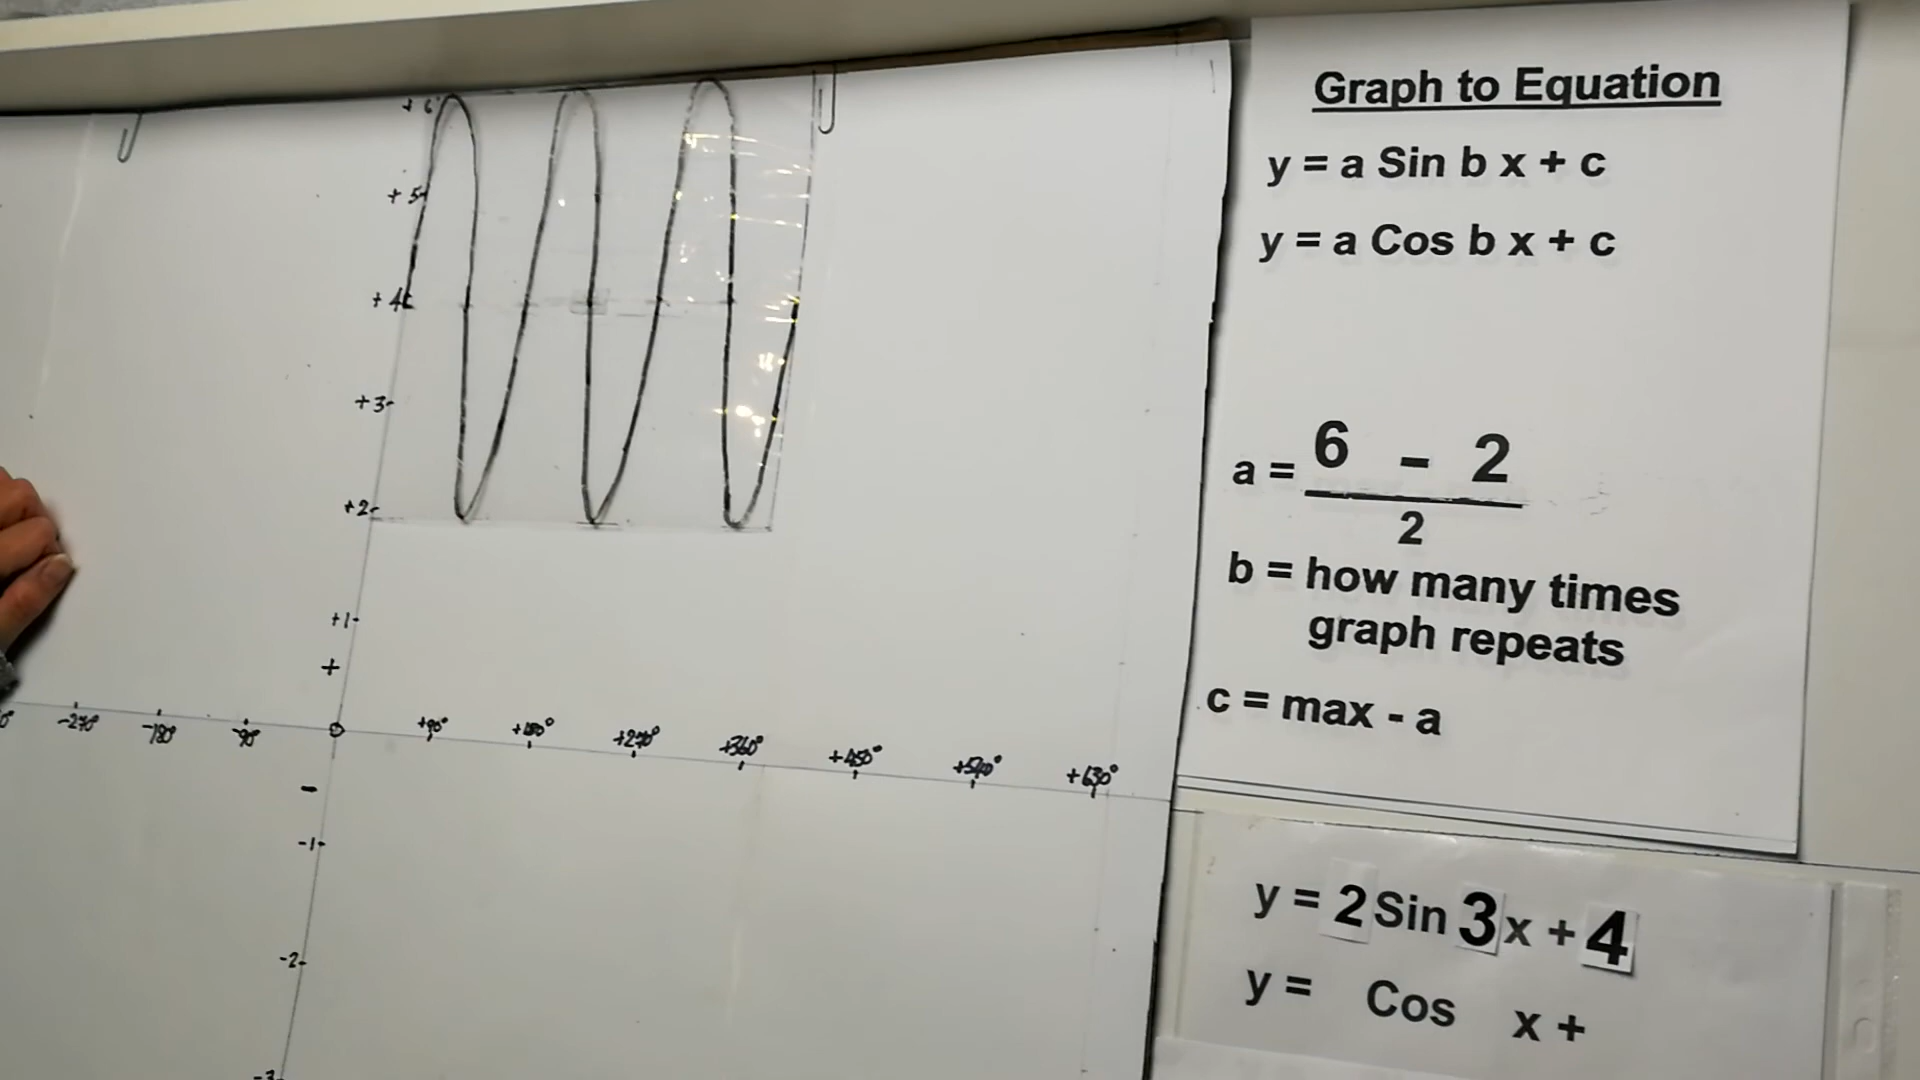 + 6
+ 5
+ 4
+ 3
+2
+1
+
-270° -180° -90° 0 +90° +180° +270° +360° +450° +540° +630°
-
-1
-2
-3
Graph to Equation
y = a Sin b x + c
y = a Cos b x + c
a = 6 - 2
2
b = how many times
graph repeats
c = max - a
y = 2 Sin 3 x + 4
y = Cos x +